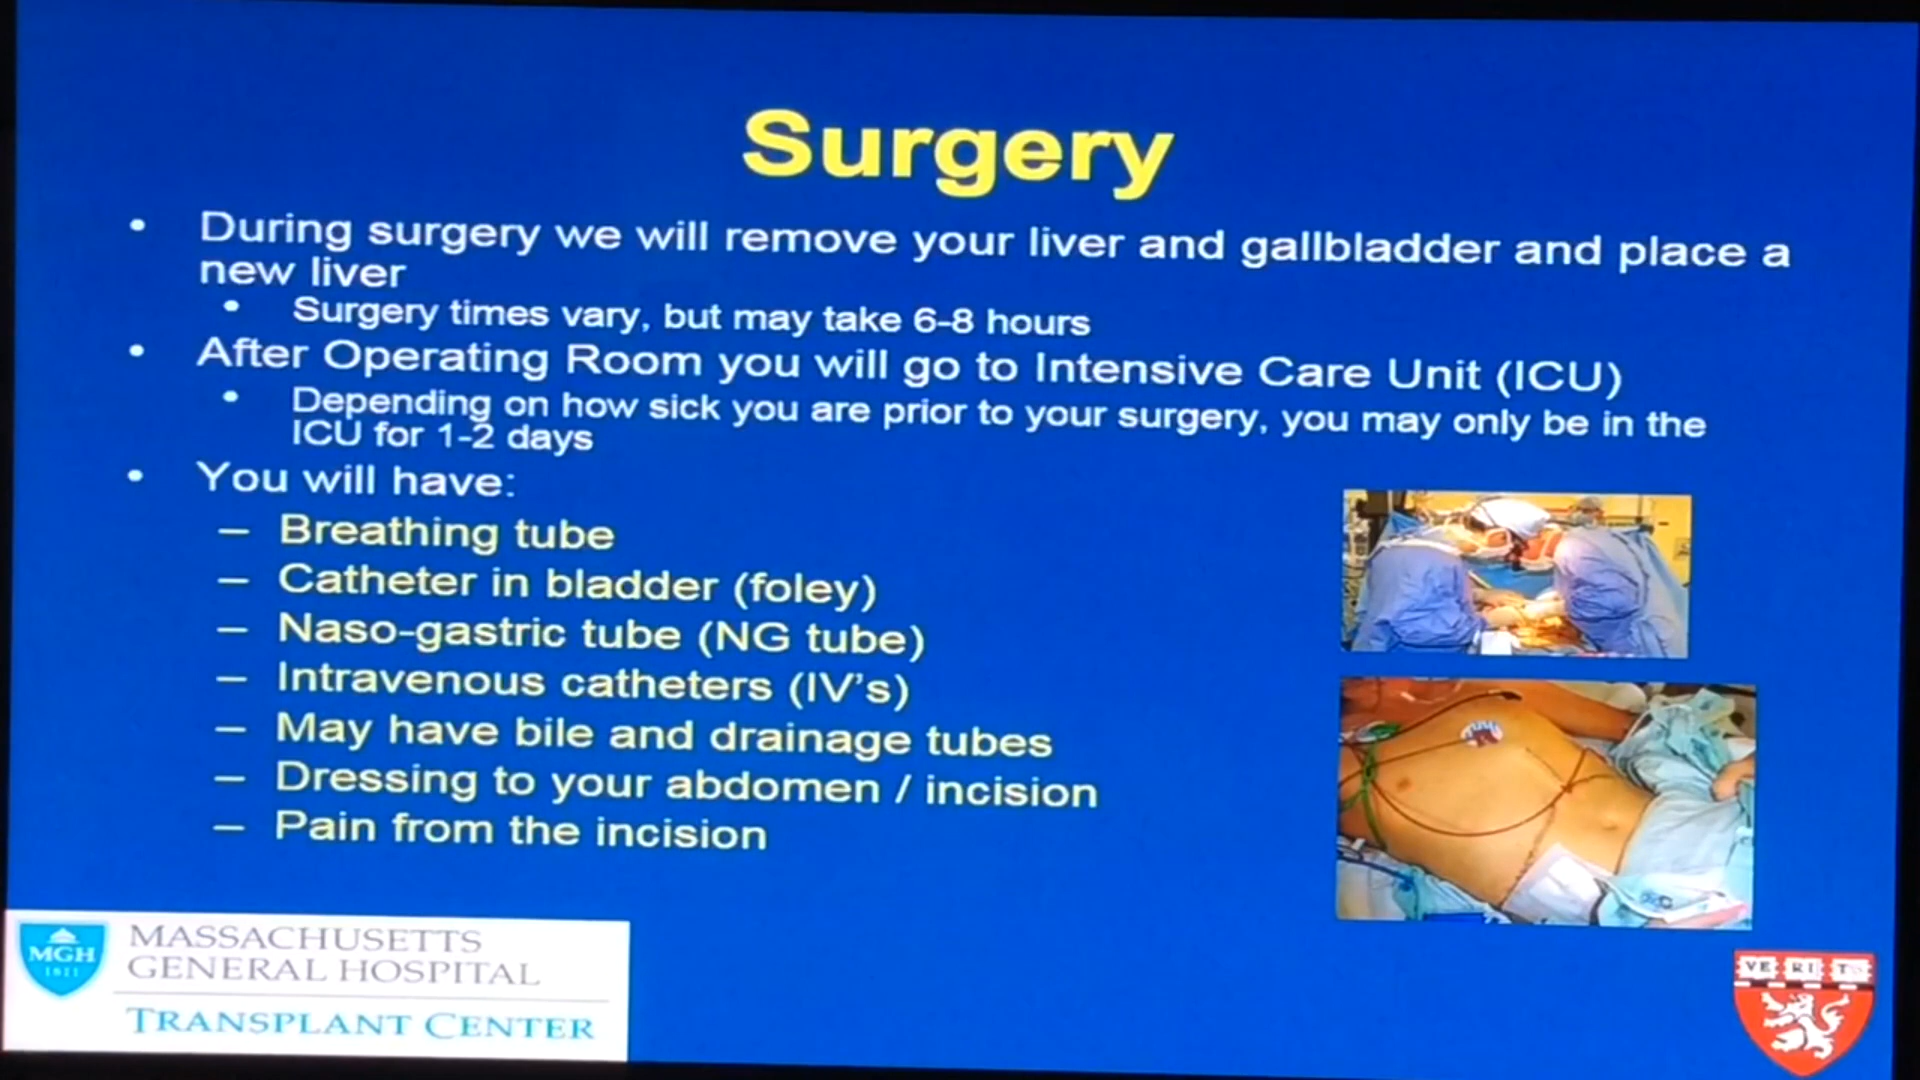 Surgery
• During surgery we will remove your liver and gallbladder and place a
new liver
• Surgery times vary, but may take 6-8 hours
• After Operating Room you will go to Intensive Care Unit (ICU)
• Depending on how sick you are prior to your surgery, you may only be in the
ICU for 1-2 days
• You will have:
– Breathing tube
– Catheter in bladder (foley)
– Naso-gastric tube (NG tube)
– Intravenous catheters (IV's)
– May have bile and drainage tubes
– Dressing to your abdomen / incision
– Pain from the incision
MGH
1811
MASSACHUSETTS
GENERAL HOSPITAL
TRANSPLANT CENTER
VE RI